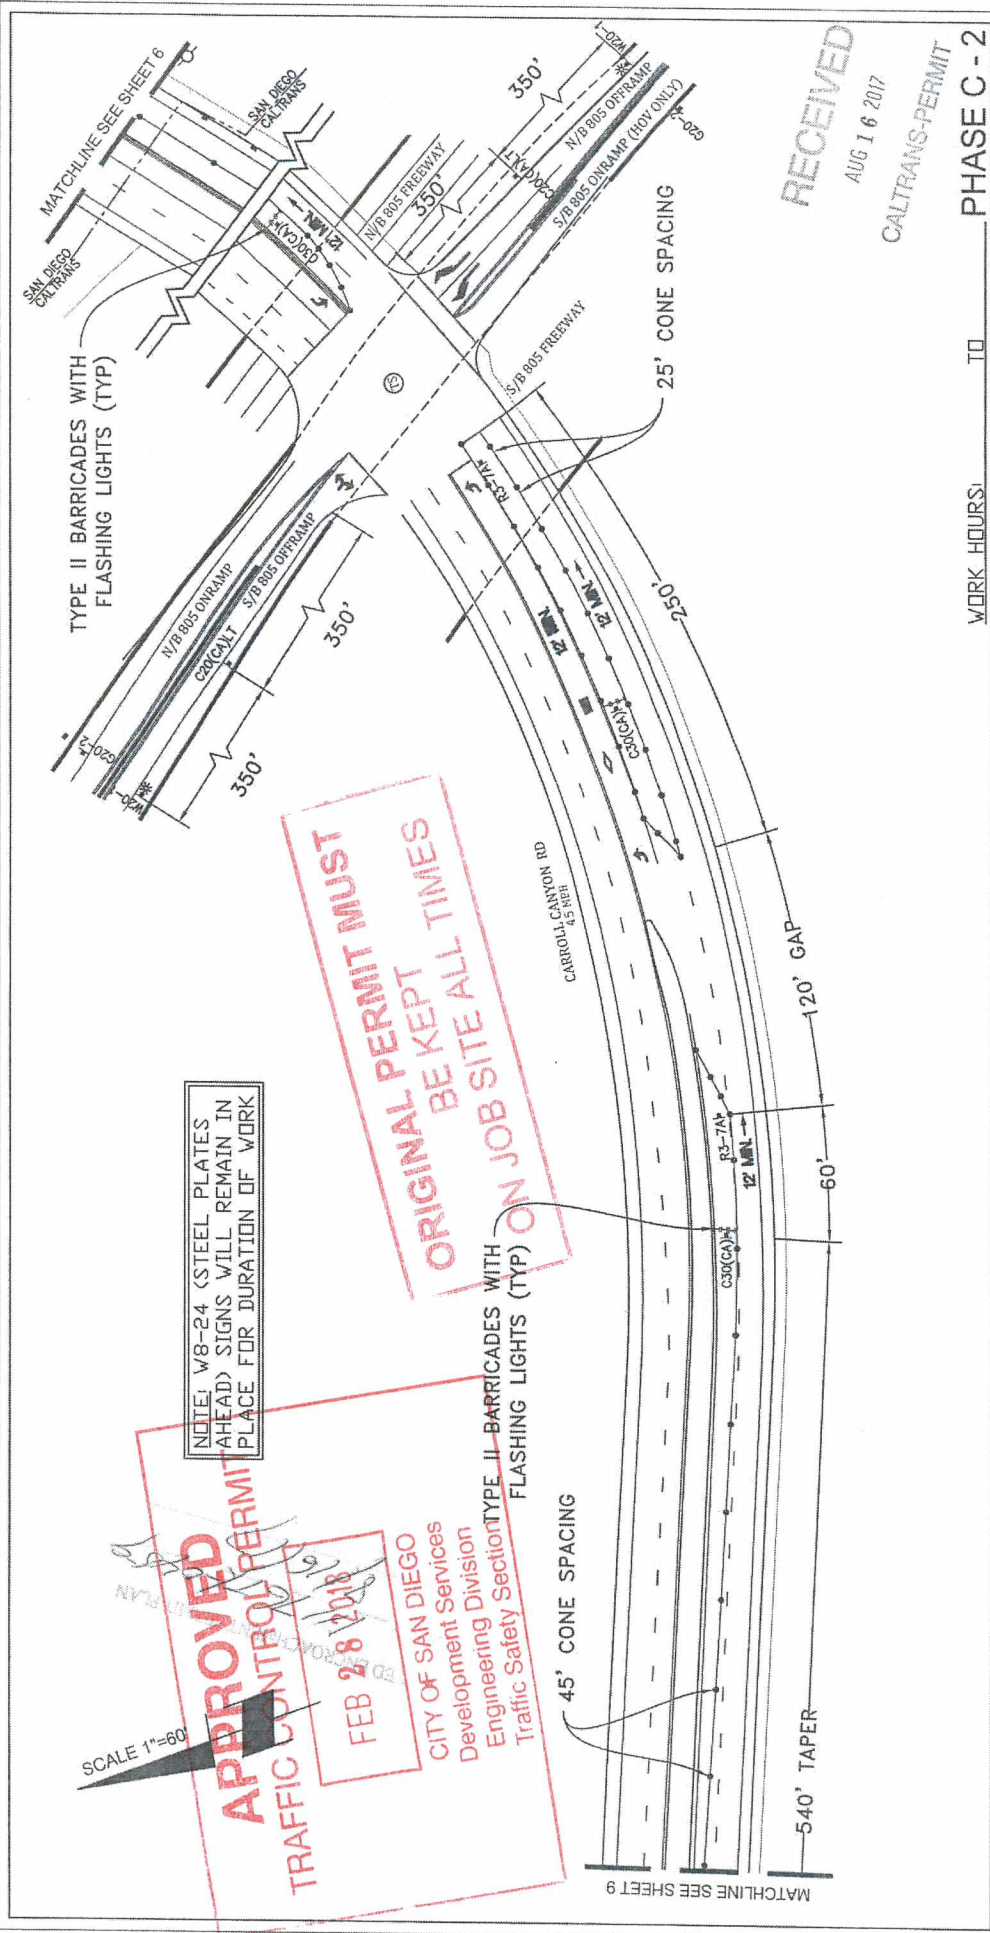 MATCHLINE SEE SHEET 6
SAN DIEGO
CALTRANS
SAN DIEGO
CALTRANS
TYPE II BARRICADES WITH
FLASHING LIGHTS (TYP)
C30(CA)
12' MIN.
N/B 805 FREEWAY
350'
350'
W20-1
C20(CA)LT
N/B 805 OFFRAMP
S/B 805 ONRAMP (HOV ONLY)
G20-2
RECEIVED
AUG 16 2017
CALTRANS-PERMIT
N/B 805 ONRAMP
S/B 805 OFFRAMP
C20(CA)LT
G20-2
W20-1
350'
350'
TS
S/B 805 FREEWAY
25' CONE SPACING
R3-7A
12' MIN.
12' MIN.
C30(CA)
250'
CARROLL CANYON RD
45 MPH
ORIGINAL PERMIT MUST
BE KEPT
ON JOB SITE ALL TIMES
NOTE: W8-24 (STEEL PLATES
AHEAD) SIGNS WILL REMAIN IN
PLACE FOR DURATION OF WORK
TYPE II BARRICADES WITH
FLASHING LIGHTS (TYP)
120' GAP
R3-7A
12' MIN.
C30(CA)
60'
SCALE 1"=60'
APPROVED
TRAFFIC CONTROL PERMIT
FEB 28 2018
CITY OF SAN DIEGO
Development Services
Engineering Division
Traffic Safety Section
45' CONE SPACING
540' TAPER
MATCHLINE SEE SHEET 9
WORK HOURS: TO
PHASE C - 2